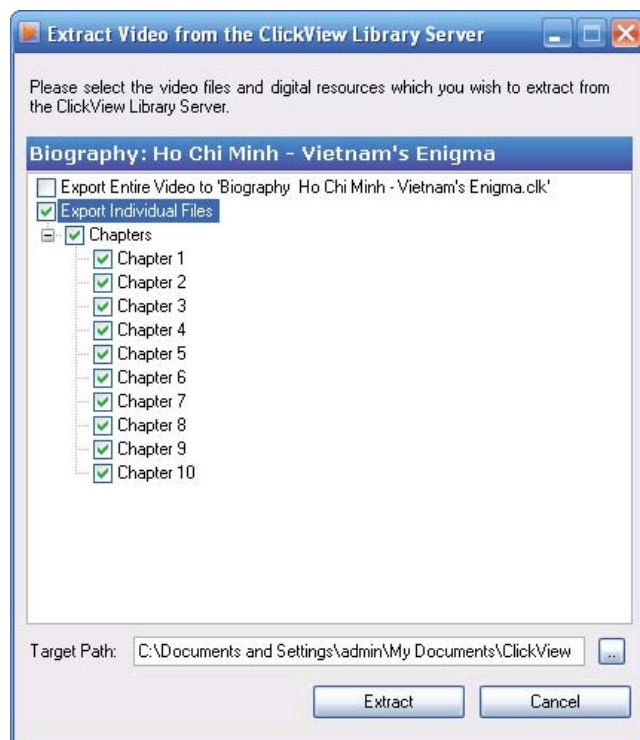 Extract Video from the ClickView Library Server
Please select the video files and digital resources which you wish to extract from
the ClickView Library Server.
Biography: Ho Chi Minh - Vietnam's Enigma
Export Entire Video to 'Biography  Ho Chi Minh - Vietnam's Enigma.clk'
Export Individual Files
Chapters
Chapter 1
Chapter 2
Chapter 3
Chapter 4
Chapter 5
Chapter 6
Chapter 7
Chapter 8
Chapter 9
Chapter 10
Target Path: C:\Documents and Settings\admin\My Documents\ClickView ..
Extract Cancel